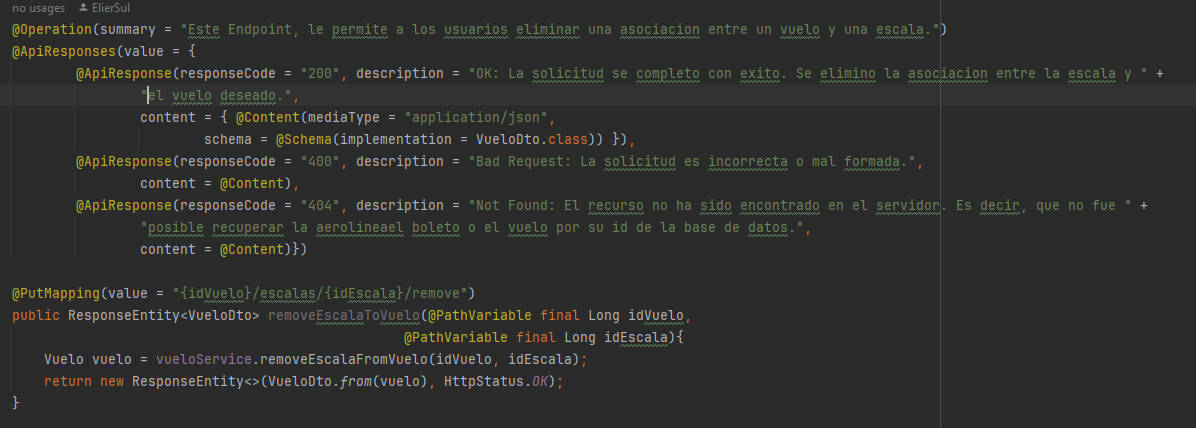 no usages ElierSul
@Operation(summary = "Este Endpoint, le permite a los usuarios eliminar una asociacion entre un vuelo y una escala.")
@ApiResponses(value = {
@ApiResponse(responseCode = "200", description = "OK: La solicitud se completo con exito. Se elimino la asociacion entre la escala y " +
"el vuelo deseado.",
content = { @Content(mediaType = "application/json",
schema = @Schema(implementation = VueloDto.class)) }),
@ApiResponse(responseCode = "400", description = "Bad Request: La solicitud es incorrecta o mal formada.",
content = @Content),
@ApiResponse(responseCode = "404", description = "Not Found: El recurso no ha sido encontrado en el servidor. Es decir, que no fue " +
"posible recuperar la aerolineael boleto o el vuelo por su id de la base de datos.",
content = @Content)})
@PutMapping(value = "{idVuelo}/escalas/{idEscala}/remove")
public ResponseEntity<VueloDto> removeEscalaToVuelo(@PathVariable final Long idVuelo,
@PathVariable final Long idEscala){
Vuelo vuelo = vueloService.removeEscalaFromVuelo(idVuelo, idEscala);
return new ResponseEntity<>(VueloDto.from(vuelo), HttpStatus.OK);
}